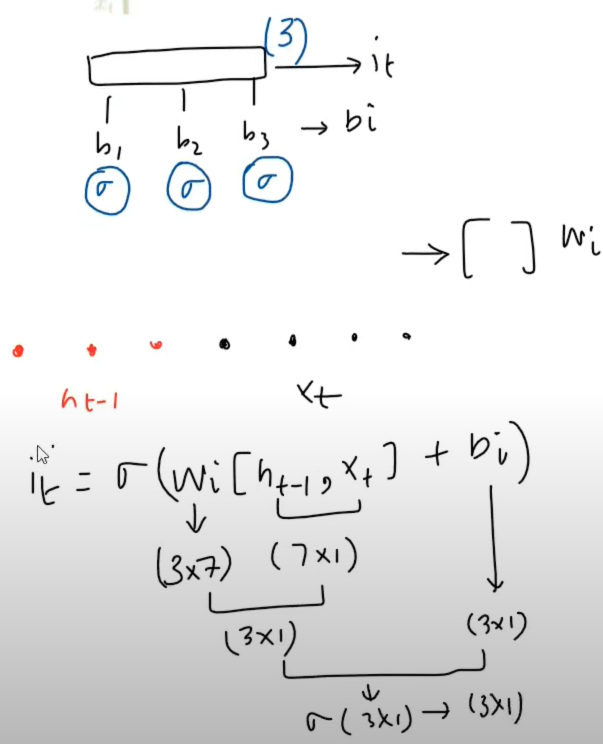 (3)
→ it
b1 b2 b3 → bi
σ σ σ
→ [ ] Wi
ht-1 xt
it = σ(Wi[ht-1, xt] + bi)
(3x7) (7x1)
(3x1) (3x1)
σ(3x1) → (3x1)